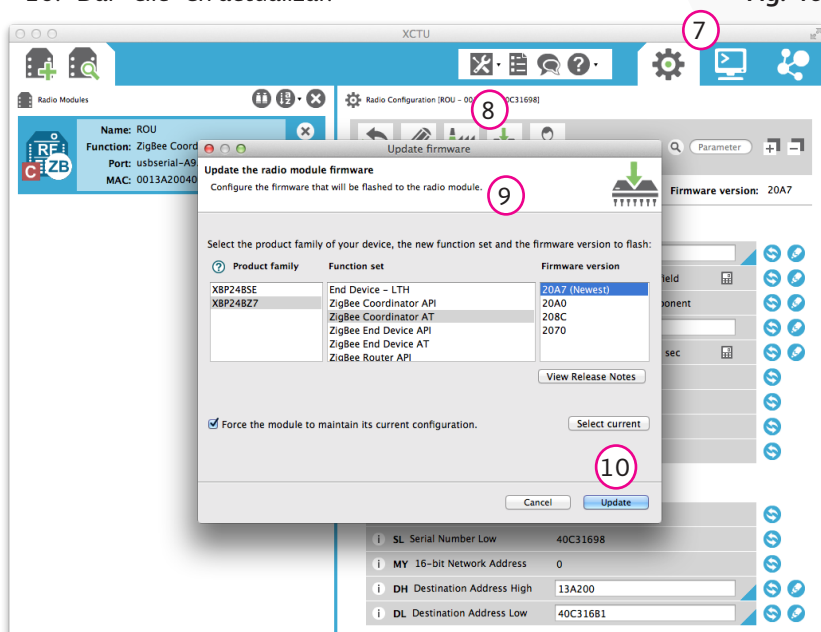 10. Dar clic en actualizar.
XCTU
7
Radio Modules
Radio Configuration [ROU - 00 0C31698]
8
Name: ROU
Function: ZigBee Coord
Port: usbserial-A9
MAC: 0013A20040
RF
C ZB
Parameter
Firmware version: 20A7
Update firmware
Update the radio module firmware
Configure the firmware that will be flashed to the radio module.
9
Select the product family of your device, the new function set and the firmware version to flash:
Product family Function set Firmware version
XBP24BSE
XBP24BZ7
End Device - LTH
ZigBee Coordinator API
ZigBee Coordinator AT
ZigBee End Device API
ZigBee End Device AT
ZigBee Router API
20A7 (Newest)
20A0
208C
2070
View Release Notes
Force the module to maintain its current configuration.
Select current
10
Cancel Update
ield
ponent
sec
i SL Serial Number Low 40C31698
i MY 16-bit Network Address 0
i DH Destination Address High 13A200
i DL Destination Address Low 40C316B1